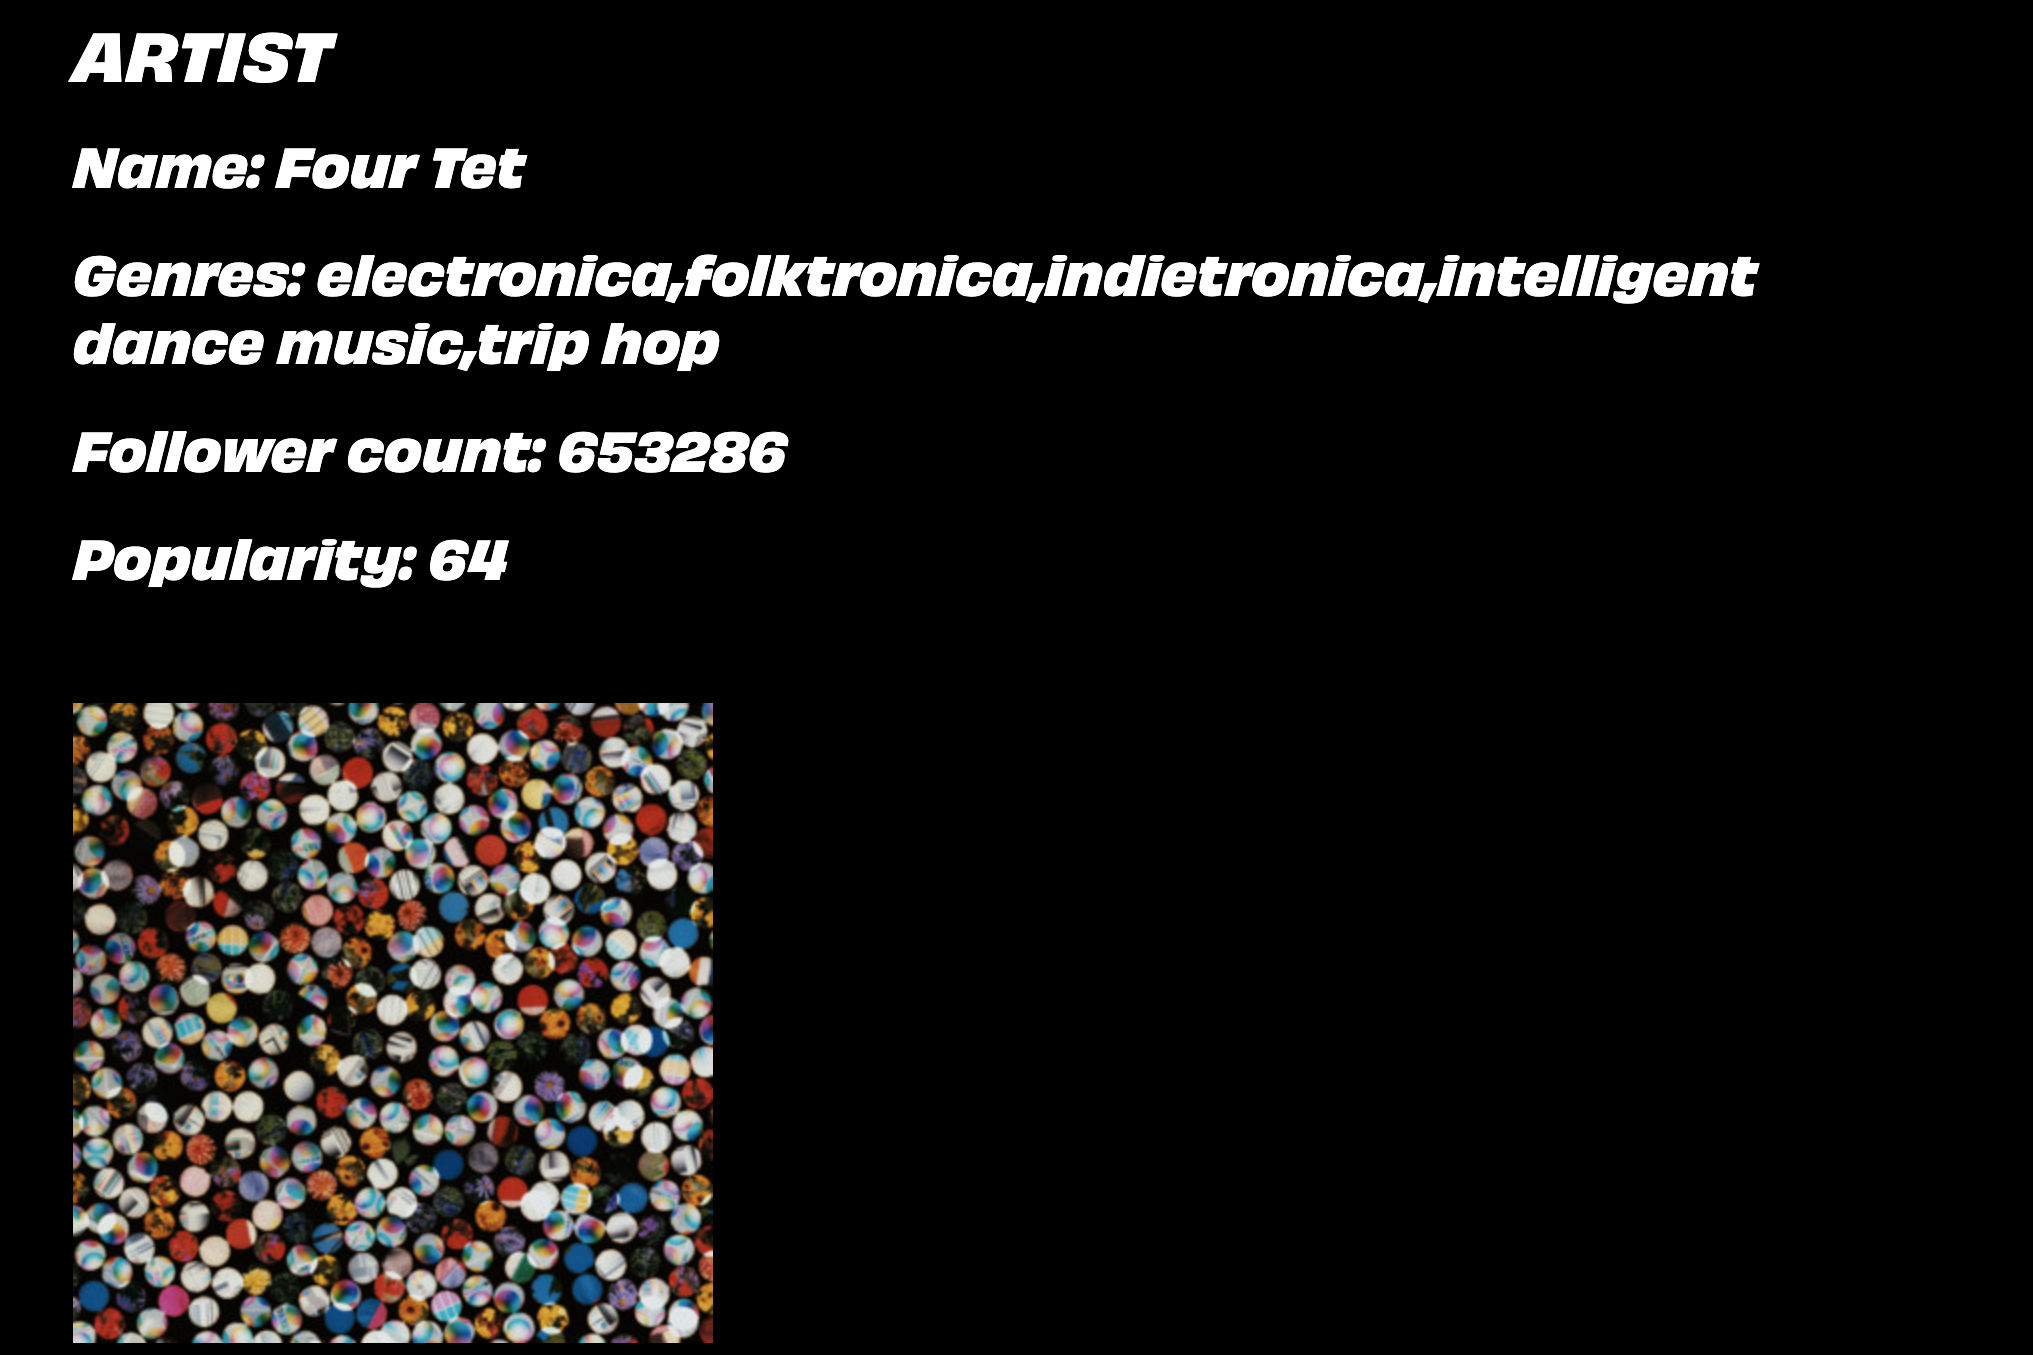 ARTIST
Name: Four Tet
Genres: electronica,folktronica,indietronica,intelligent
dance music,trip hop
Follower count: 653286
Popularity: 64